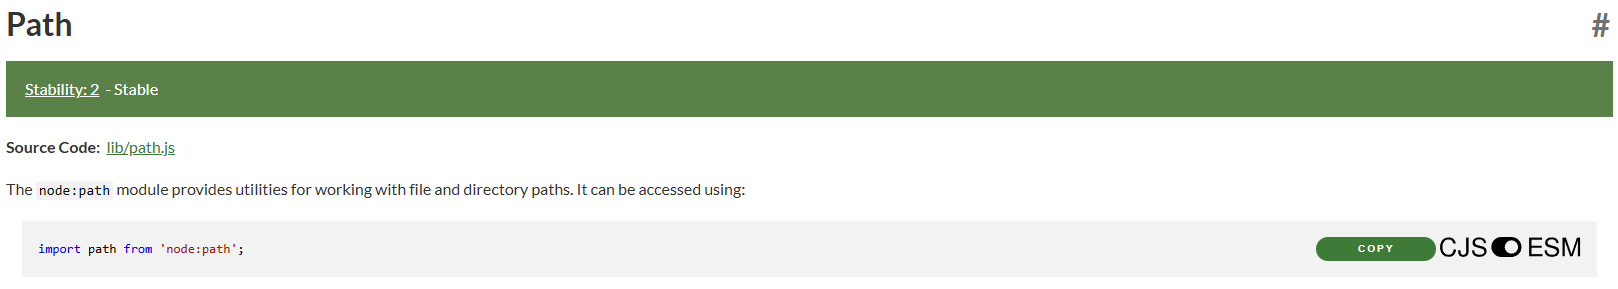 Path #
Stability: 2 - Stable
Source Code: lib/path.js
The node:path module provides utilities for working with file and directory paths. It can be accessed using:
import path from 'node:path'; COPY CJS ESM